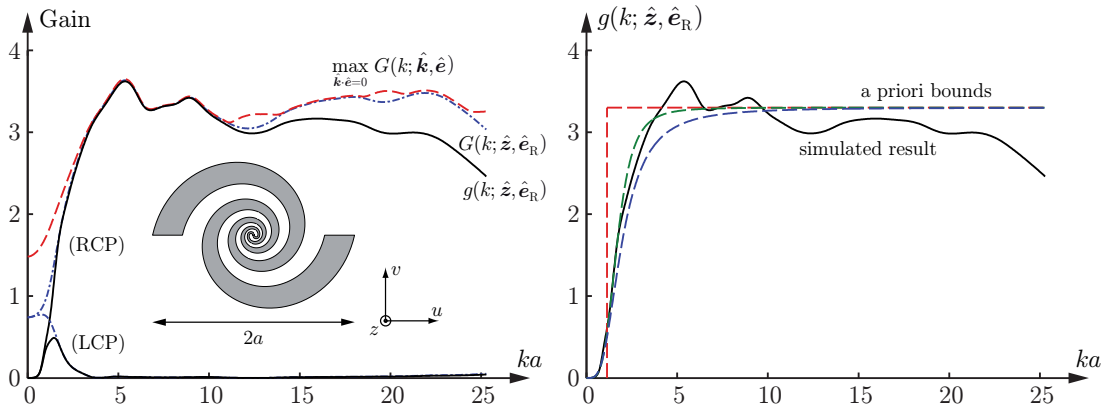 Gain
4
3
2
1
0
0 5 10 15 20 25
ka
max G(k; k̂, ê)
k̂·ê=0
G(k; ẑ, ê_R)
g(k; ẑ, ê_R)
(RCP)
(LCP)
2a
v
u
z
g(k; ẑ, ê_R)
4
3
2
1
0
0 5 10 15 20 25
ka
a priori bounds
simulated result